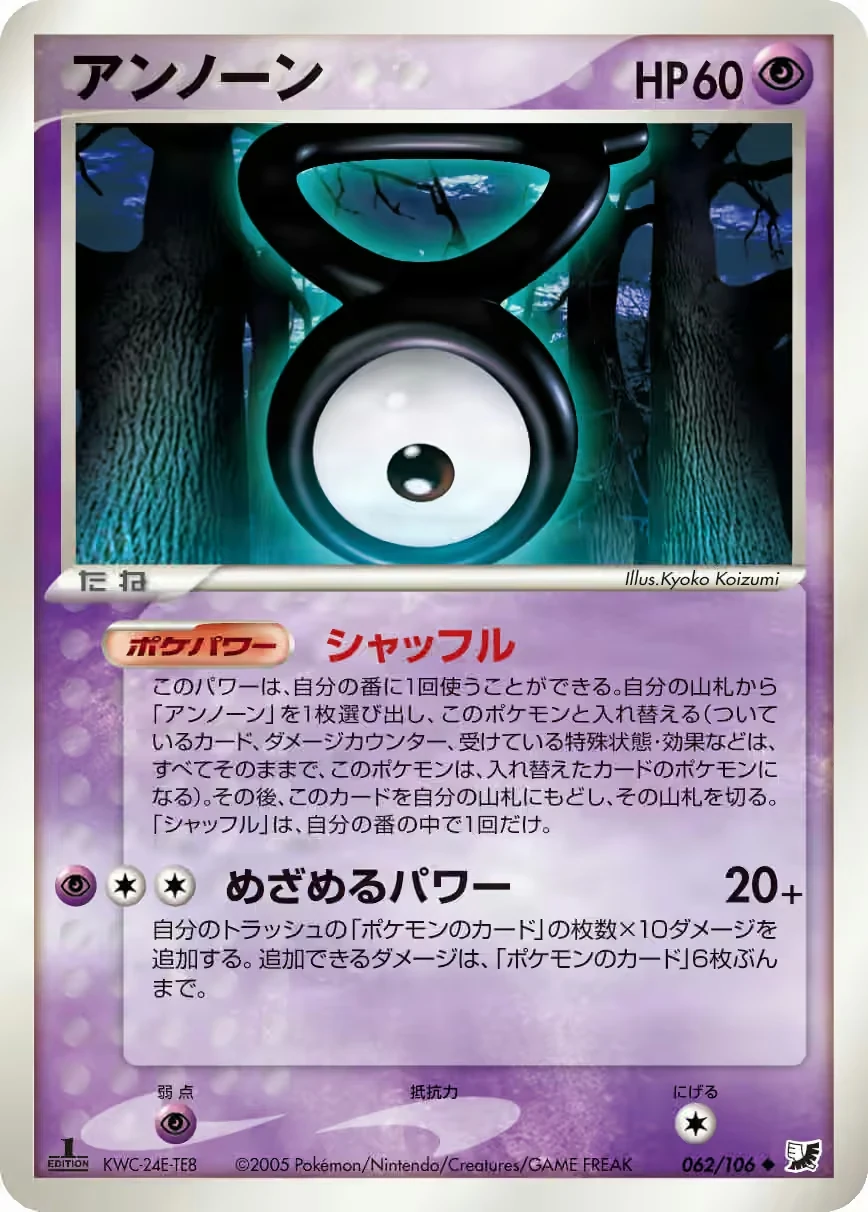 アンノーン HP60
たね Illus.Kyoko Koizumi
ポケパワー シャッフル
このパワーは、自分の番に1回使うことができる。自分の山札から
「アンノーン」を1枚選び出し、このポケモンと入れ替える(ついて
いるカード、ダメージカウンター、受けている特殊状態・効果などは、
すべてそのままで、このポケモンは、入れ替えたカードのポケモンに
なる)。その後、このカードを自分の山札にもどし、その山札を切る。
「シャッフル」は、自分の番の中で1回だけ。
めざめるパワー 20+
自分のトラッシュの「ポケモンのカード」の枚数×10ダメージを
追加する。追加できるダメージは、「ポケモンのカード」6枚ぶん
まで。
弱点 抵抗力 にげる
1 EDITION KWC-24E-TE8 ©2005 Pokémon/Nintendo/Creatures/GAME FREAK 062/106 ◆